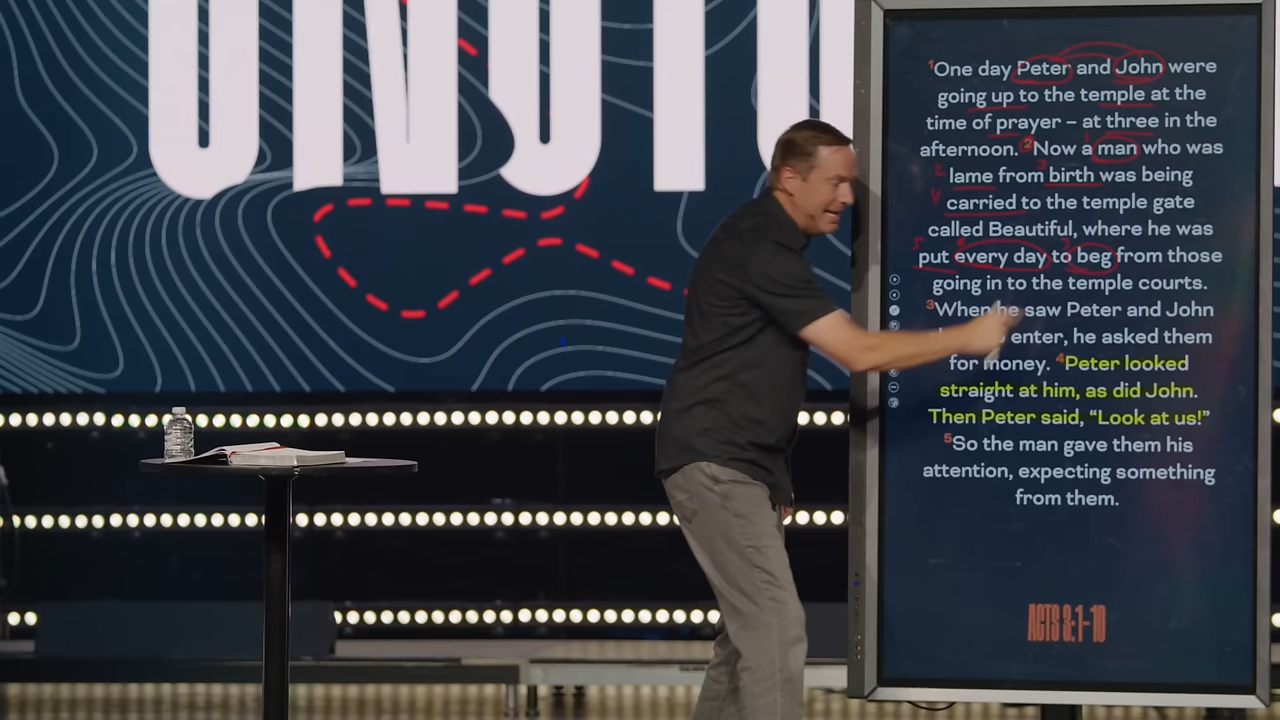 UNSTO
¹One day Peter and John were
going up to the temple at the
time of prayer – at three in the
afternoon. ²Now a man who was
lame from birth was being
carried to the temple gate
called Beautiful, where he was
put every day to beg from those
going in to the temple courts.
³When he saw Peter and John
enter, he asked them
for money. ⁴Peter looked
straight at him, as did John.
Then Peter said, “Look at us!”
⁵So the man gave them his
attention, expecting something
from them.
ACTS 3:1-10